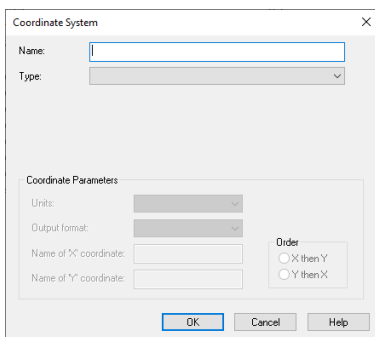 Coordinate System
Name:
Type:
Coordinate Parameters
Units:
Output format:
Name of 'X' coordinate:
Name of 'Y' coordinate:
Order
X then Y
Y then X
OK Cancel Help